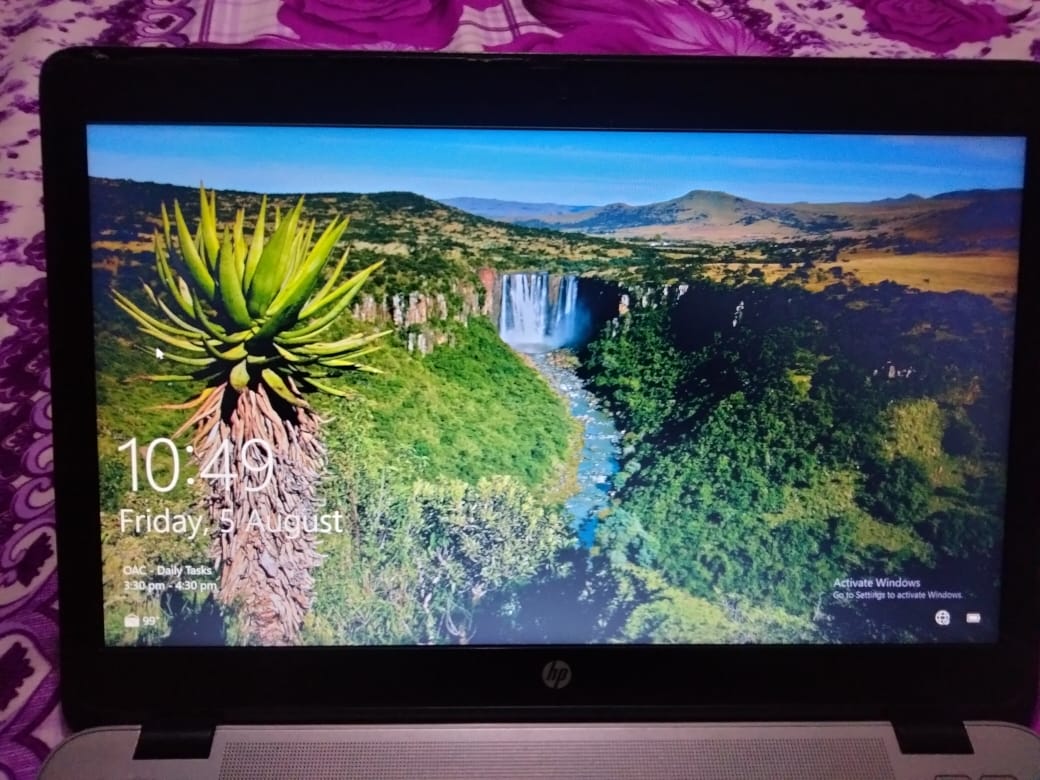 10:49
Friday, 5 August
OAC - Daily Tasks
3:30 pm - 4:30 pm
99°
Activate Windows
Go to Settings to activate Windows.
hp